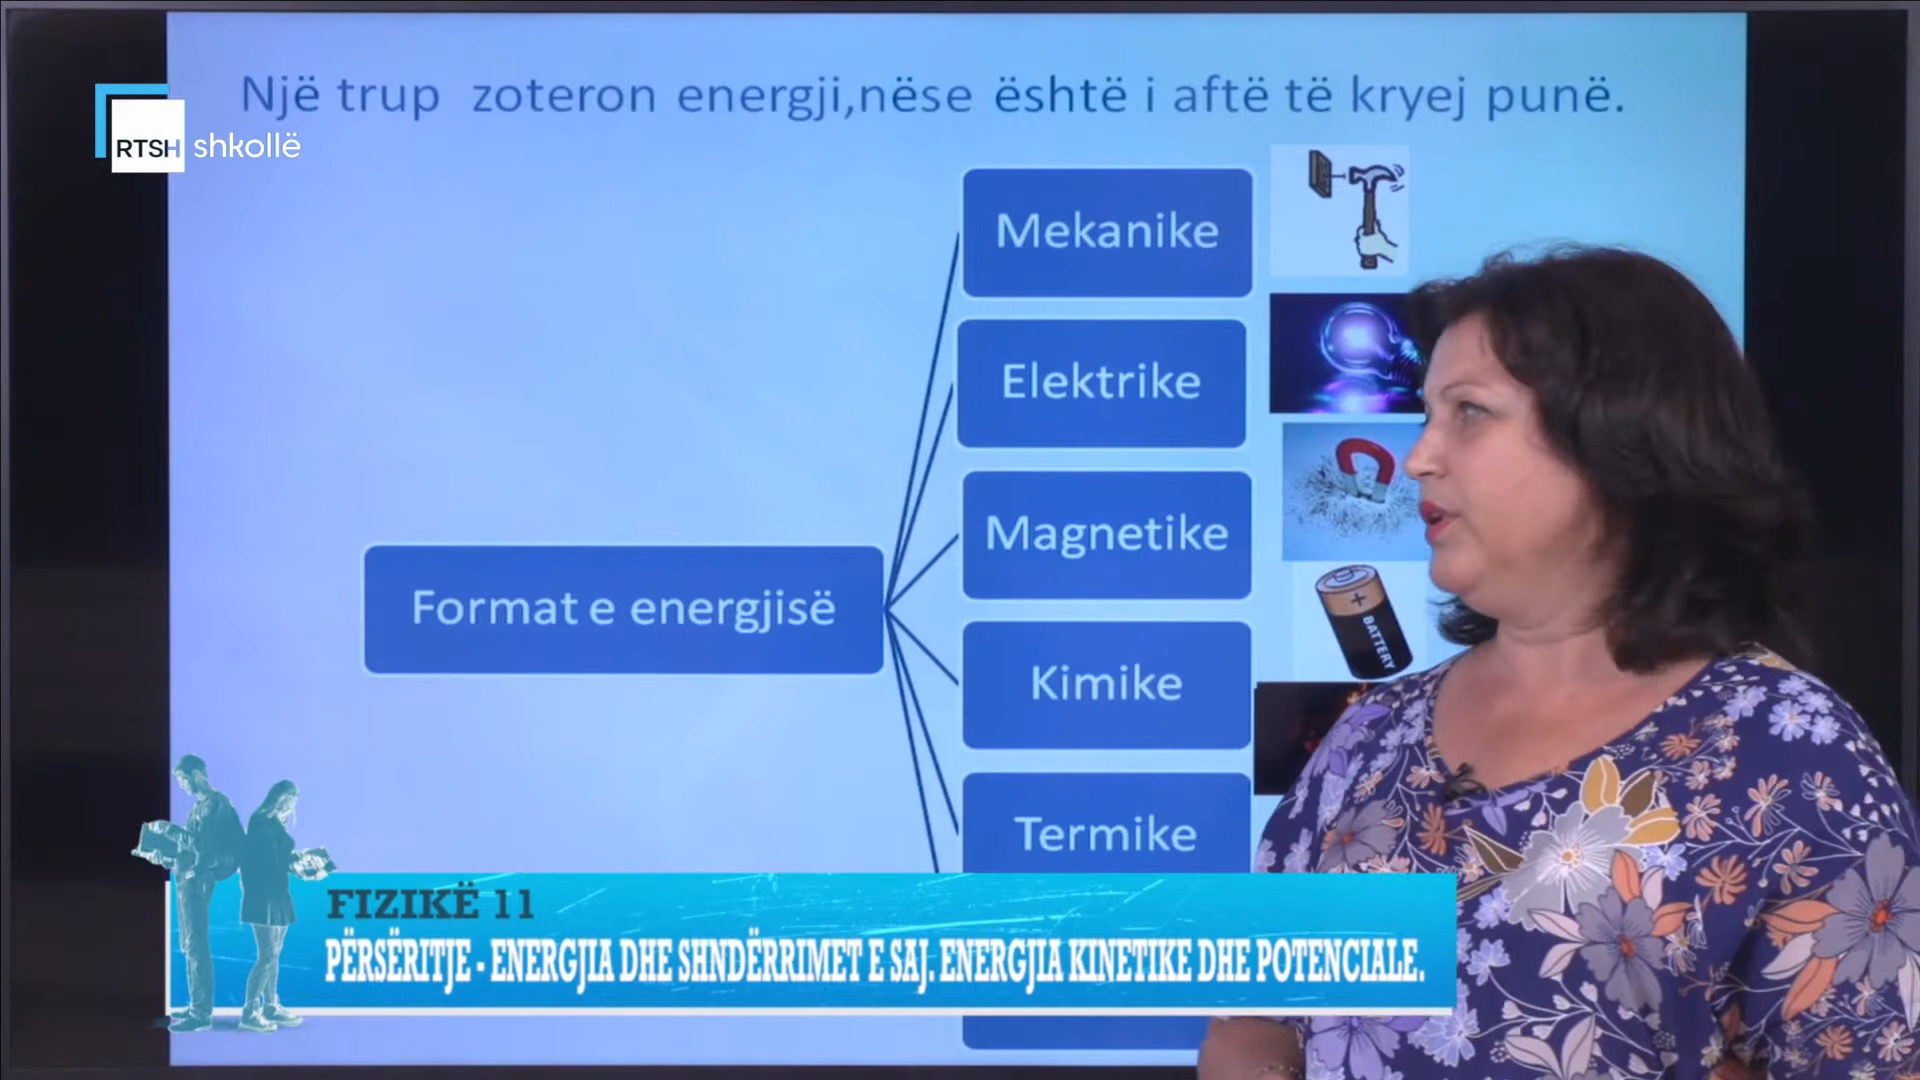 Një trup zoteron energji,nëse është i aftë të kryej punë.
RTSH shkollë
Mekanike
Elektrike
Magnetike
Format e energjisë
BATTERY
Kimike
Termike
FIZIKË 11
PËRSËRITJE - ENERGJIA DHE SHNDËRRIMET E SAJ. ENERGJIA KINETIKE DHE POTENCIALE.